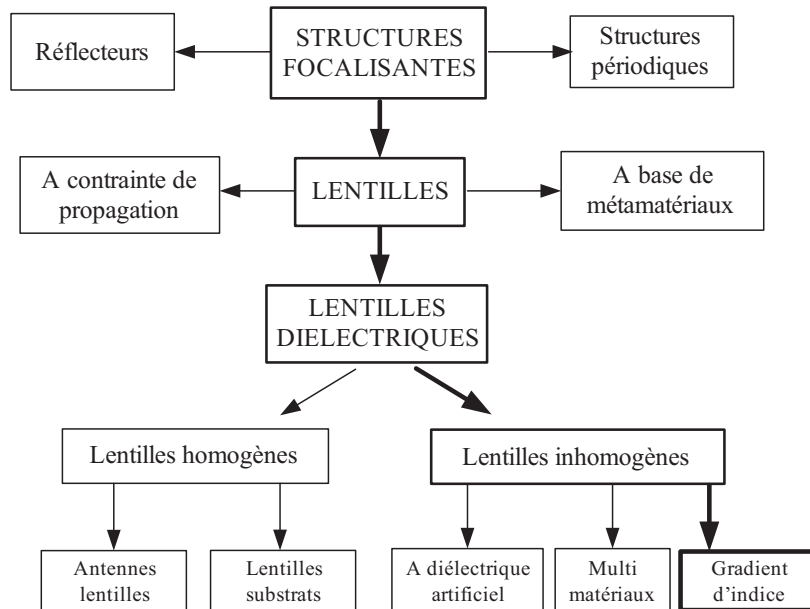 Réflecteurs
STRUCTURES
FOCALISANTES
Structures
périodiques
A contrainte de
propagation
LENTILLES
A base de
métamatériaux
LENTILLES
DIELECTRIQUES
Lentilles homogènes
Lentilles inhomogènes
Antennes
lentilles
Lentilles
substrats
A diélectrique
artificiel
Multi
matériaux
Gradient
d’indice